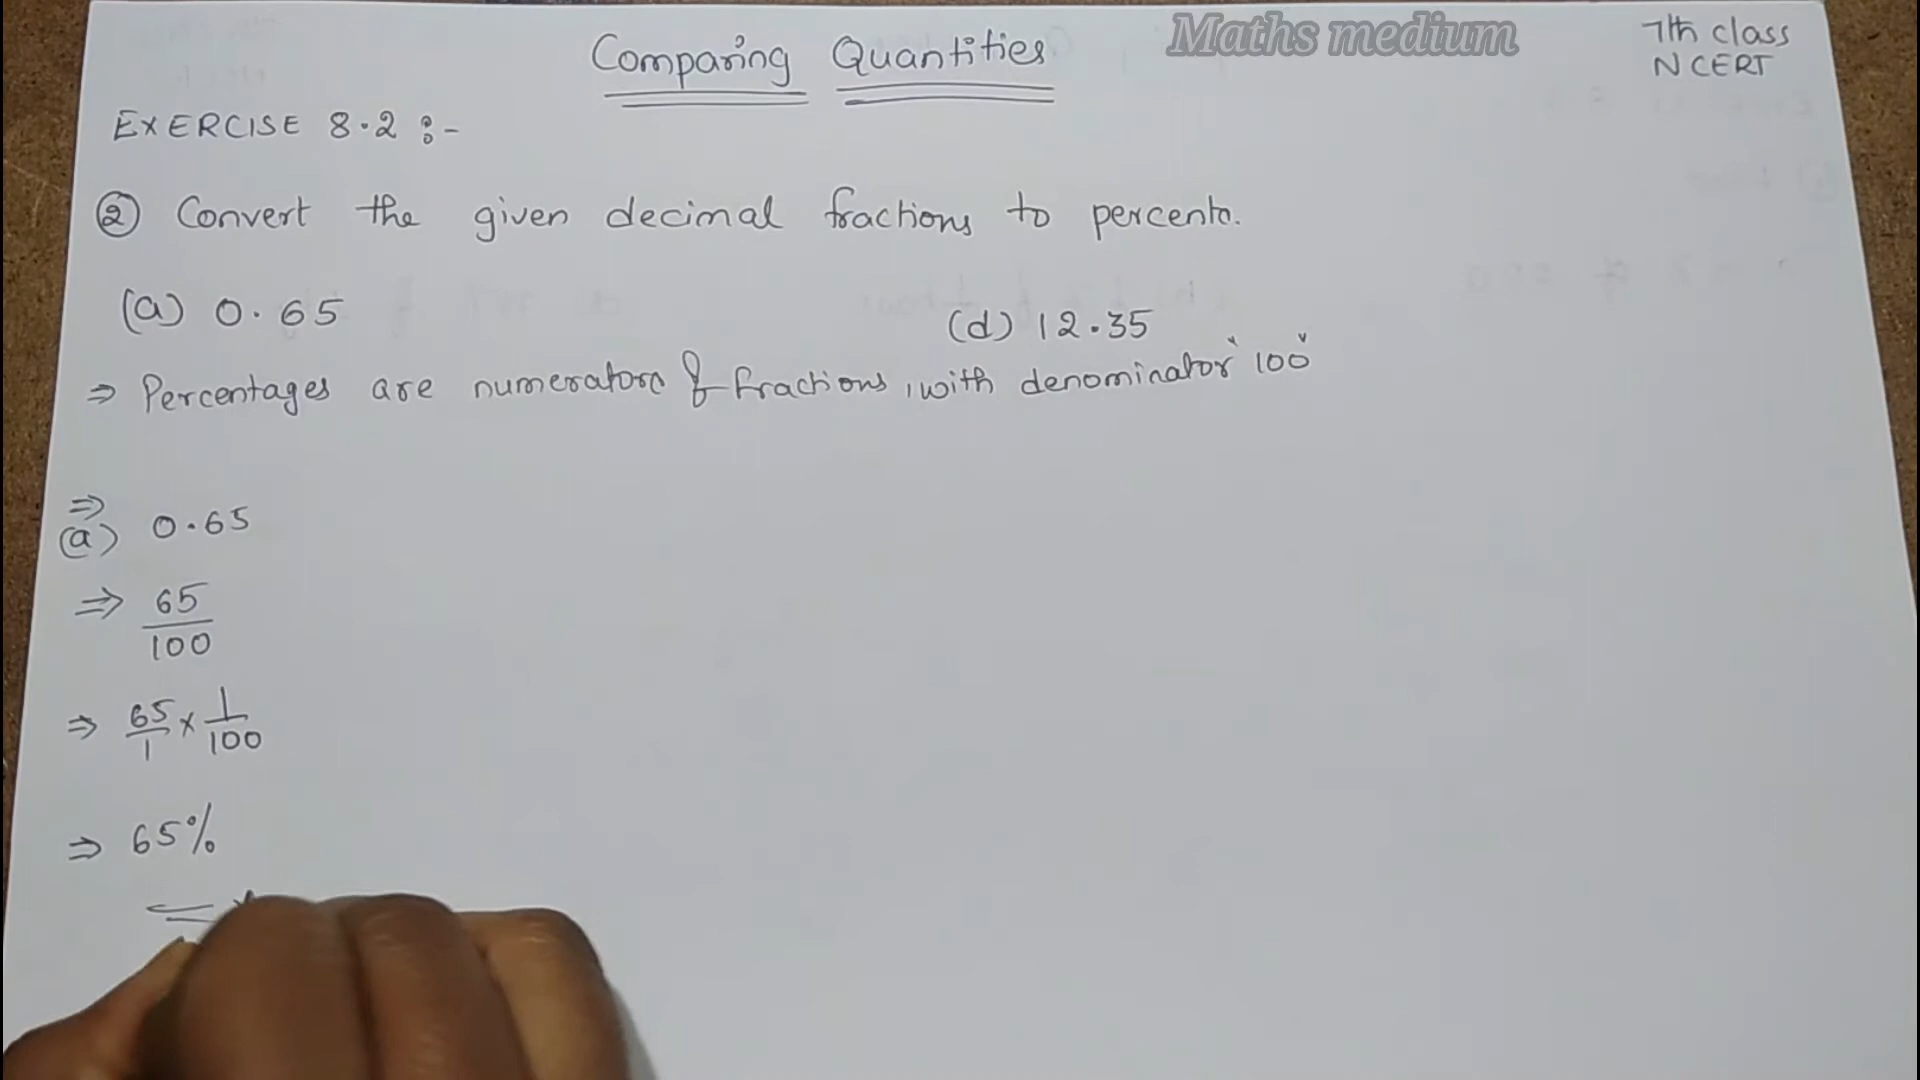 Maths medium
7th class
NCERT
Comparing Quantities
EXERCISE 8.2 :-
② Convert the given decimal fractions to percents.
(a) 0.65
(d) 12.35
⇒ Percentages are numerators of fractions, with denominator "100"
⇒
(a) 0.65
⇒ 65/100
⇒ 65/1 × 1/100
⇒ 65%